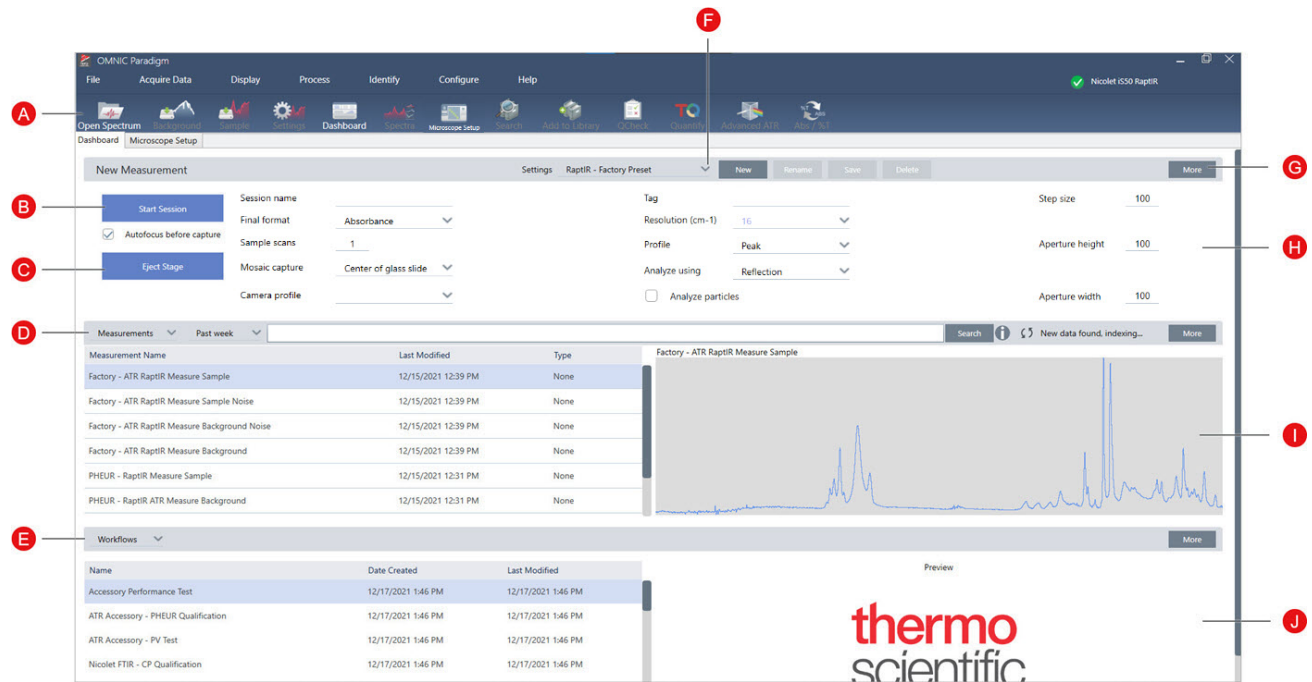 F
OMNIC Paradigm
File Acquire Data Display Process Identify Configure Help
Nicolet iS50 RaptIR
A
Open Spectrum Background Sample Settings Dashboard Spectra Microscope Setup Search Add to Library QCheck Quantify Advanced ATR Abs / %T
Dashboard Microscope Setup
New Measurement Settings RaptIR - Factory Preset New Rename Save Delete More
G
B
Start Session Session name Tag Step size 100
Final format Absorbance Resolution (cm-1) 16
Autofocus before capture
Sample scans 1 Profile Peak Aperture height 100
H
C
Eject Stage Mosaic capture Center of glass slide Analyze using Reflection
Camera profile Analyze particles Aperture width 100
D
Measurements Past week Search New data found, indexing... More
Measurement Name Last Modified Type
Factory - ATR RaptIR Measure Sample
Factory - ATR RaptIR Measure Sample 12/15/2021 12:39 PM None
Factory - ATR RaptIR Measure Sample Noise 12/15/2021 12:39 PM None
Factory - ATR RaptIR Measure Background Noise 12/15/2021 12:39 PM None
Factory - ATR RaptIR Measure Background 12/15/2021 12:39 PM None
PHEUR - RaptIR Measure Sample 12/15/2021 12:31 PM None
PHEUR - RaptIR ATR Measure Background 12/15/2021 12:31 PM None
I
E
Workflows More
Name Date Created Last Modified
Preview
Accessory Performance Test 12/17/2021 1:46 PM 12/17/2021 1:46 PM
ATR Accessory - PHEUR Qualification 12/17/2021 1:46 PM 12/17/2021 1:46 PM
ATR Accessory - PV Test 12/17/2021 1:46 PM 12/17/2021 1:46 PM
Nicolet FTIR - CP Qualification 12/17/2021 1:46 PM 12/17/2021 1:46 PM
thermo
scientific
J